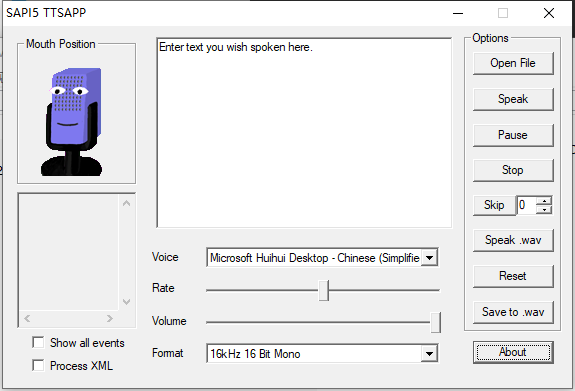 SAPI5 TTSAPP
Mouth Position
Enter text you wish spoken here.
Options
Open File
Speak
Pause
Stop
Skip 0
Speak .wav
Reset
Save to .wav
About
Voice Microsoft Huihui Desktop - Chinese (Simplifie
Rate
Volume
Format 16kHz 16 Bit Mono
Show all events
Process XML